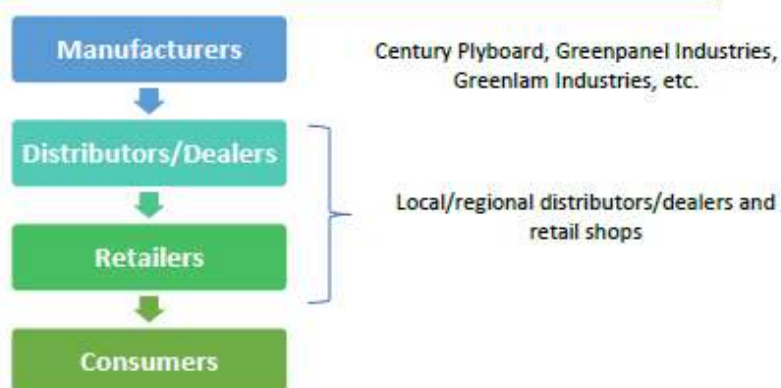 Manufacturers
Century Plyboard, Greenpanel Industries,
Greenlam Industries, etc.
Distributors/Dealers
Local/regional distributors/dealers and
retail shops
Retailers
Consumers